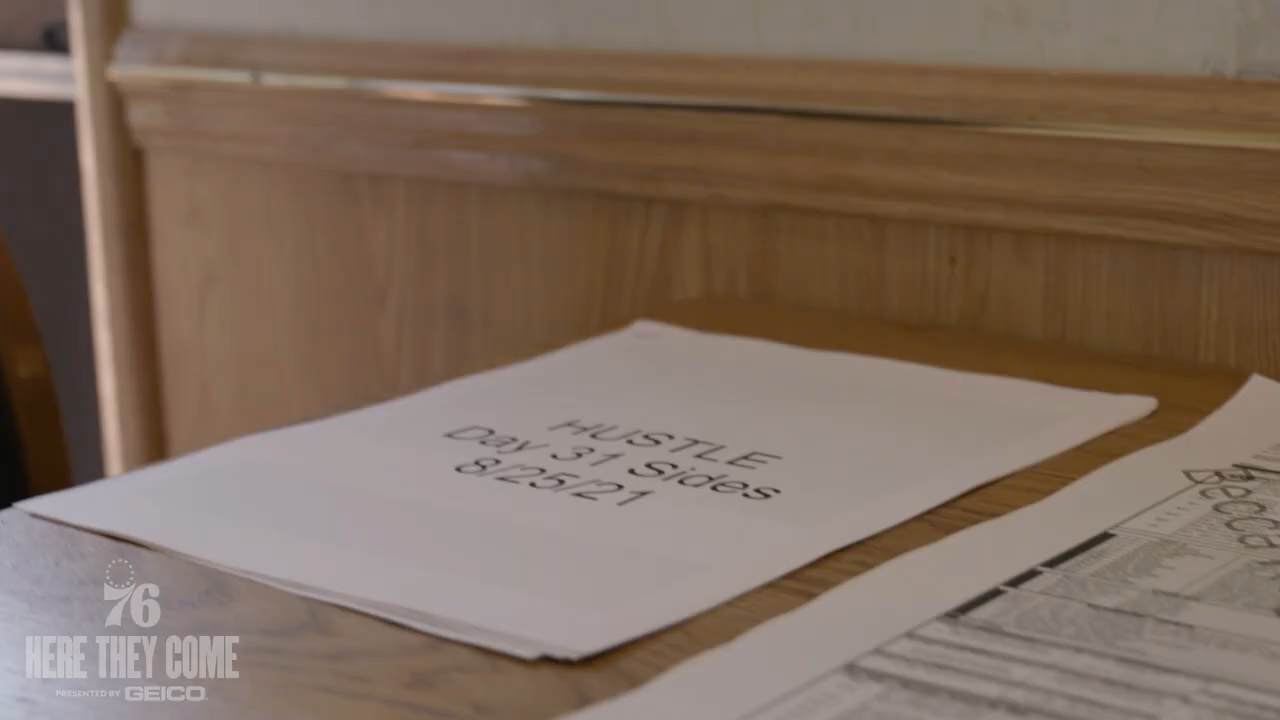 HUSTLE
Day 31 Sides
8/25/21
76
HERE THEY COME
PRESENTED BY GEICO